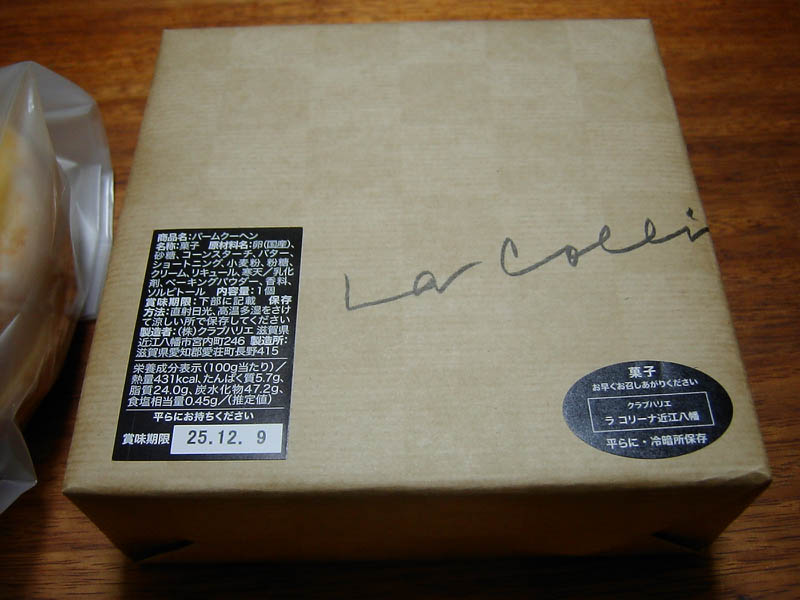 商品名:バームクーヘン
名称:菓子 原材料名:卵(国産)、
砂糖、コーンスターチ、バター、
ショートニング、小麦粉、粉糖、
クリーム、リキュール、寒天/乳化
剤、ベーキングパウダー、香料、
ソルビトール 内容量:1個
賞味期限:下部に記載 保存
方法:直射日光、高温多湿をさけ
て涼しい所で保存してください
製造者:(株)クラブハリエ 滋賀県
近江八幡市宮内町246 製造所:
滋賀県愛知郡愛荘町長野415
栄養成分表示(100g当たり)/
熱量431kcal、たんぱく質5.7g、
脂質24.0g、炭水化物47.2g、
食塩相当量0.45g/(推定値)
平らにお持ちください
賞味期限 25.12.9
La Colli
菓子
お早くお召しあがりください
クラブハリエ
ラ コリーナ近江八幡
平らに・冷暗所保存